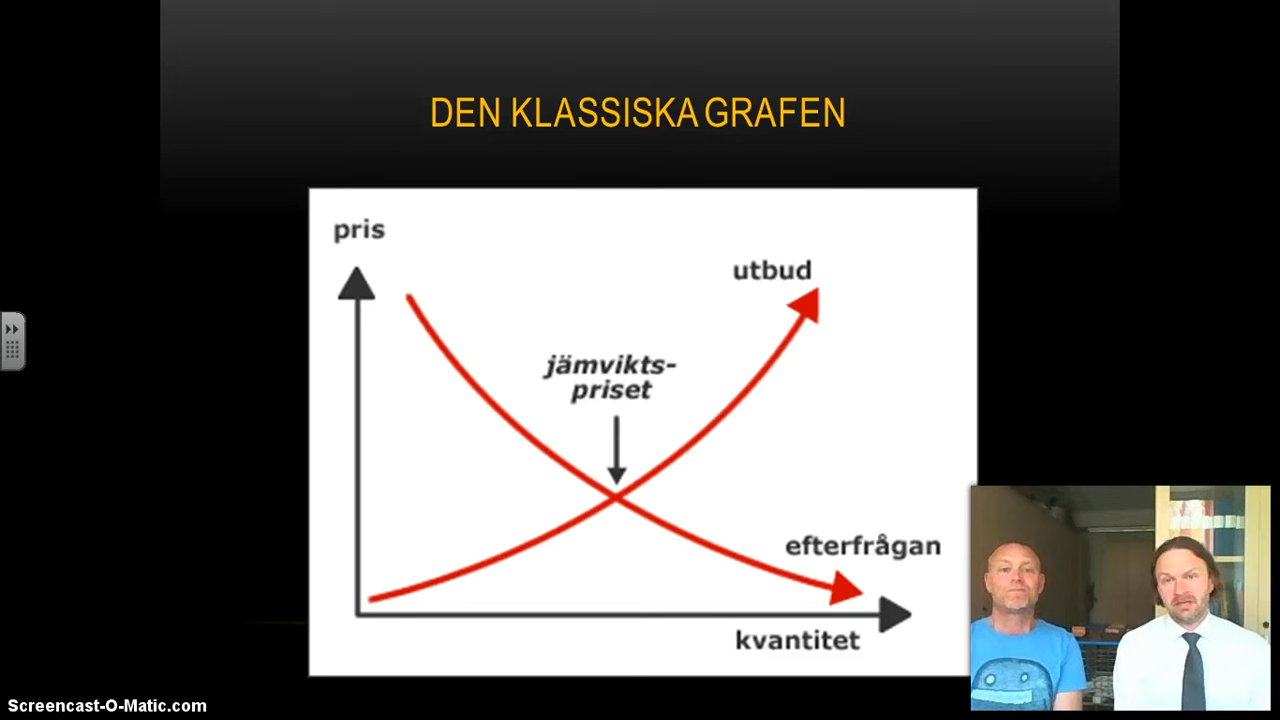 DEN KLASSISKA GRAFEN
pris
utbud
jämvikts-
priset
efterfrågan
kvantitet
Screencast-O-Matic.com